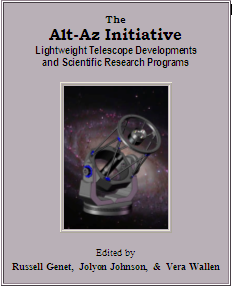 The
Alt-Az Initiative
Lightweight Telescope Developments
and Scientific Research Programs
Edited by
Russell Genet, Jolyon Johnson, & Vera Wallen